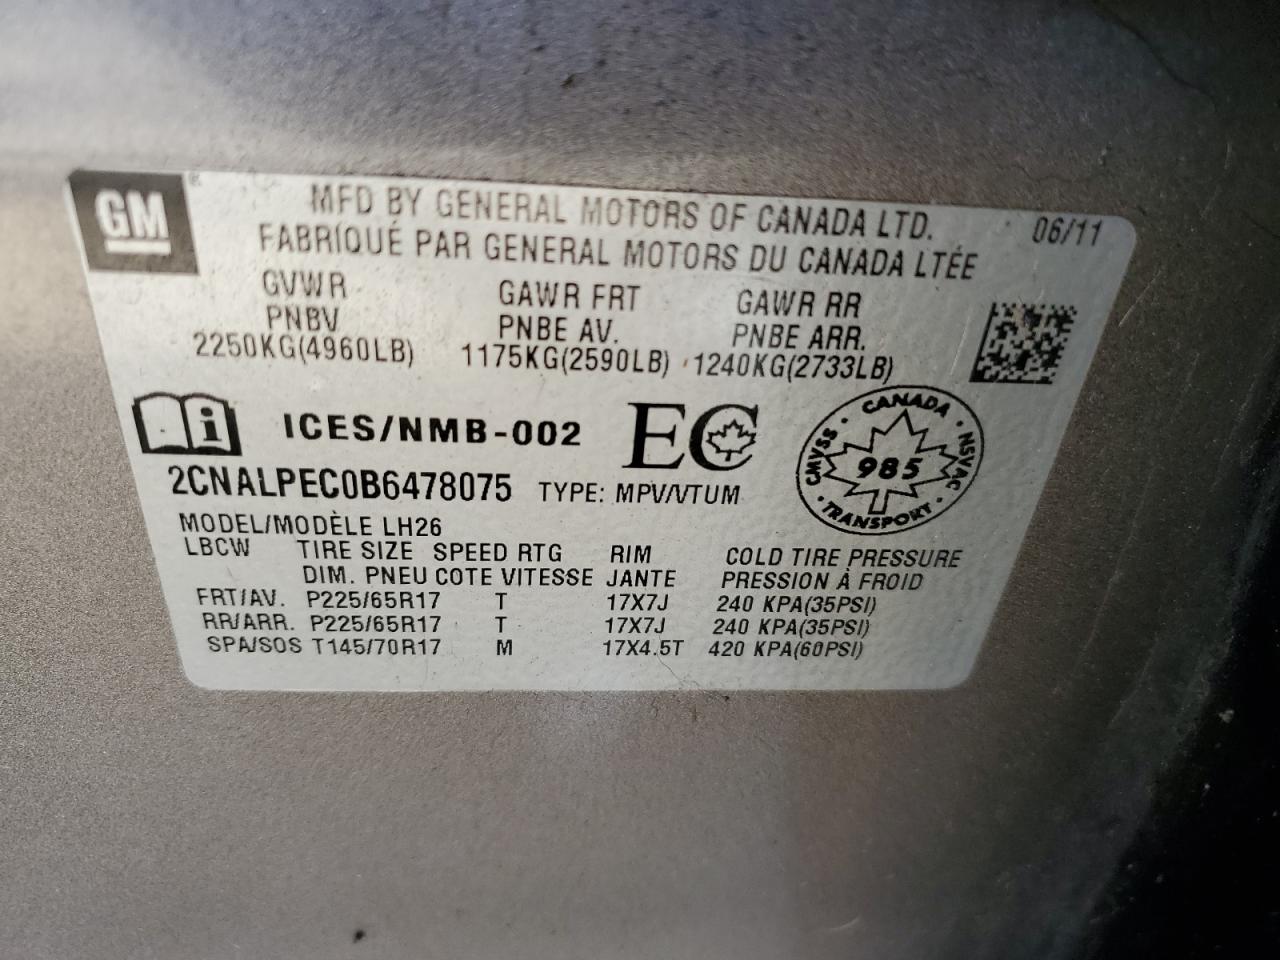 GM
MFD BY GENERAL MOTORS OF CANADA LTD. 06/11
FABRIQUÉ PAR GENERAL MOTORS DU CANADA LTÉE
GVWR GAWR FRT GAWR RR
PNBV PNBE AV. PNBE ARR.
2250KG(4960LB) 1175KG(2590LB) 1240KG(2733LB)
i ICES/NMB-002 EC
CANADA
CMVSS 985 NSVAC
TRANSPORT
2CNALPEC0B6478075 TYPE: MPV/VTUM
MODEL/MODÈLE LH26
LBCW TIRE SIZE SPEED RTG RIM COLD TIRE PRESSURE
DIM. PNEU COTE VITESSE JANTE PRESSION À FROID
FRT/AV. P225/65R17 T 17X7J 240 KPA(35PSI)
RR/ARR. P225/65R17 T 17X7J 240 KPA(35PSI)
SPA/SOS T145/70R17 M 17X4.5T 420 KPA(60PSI)